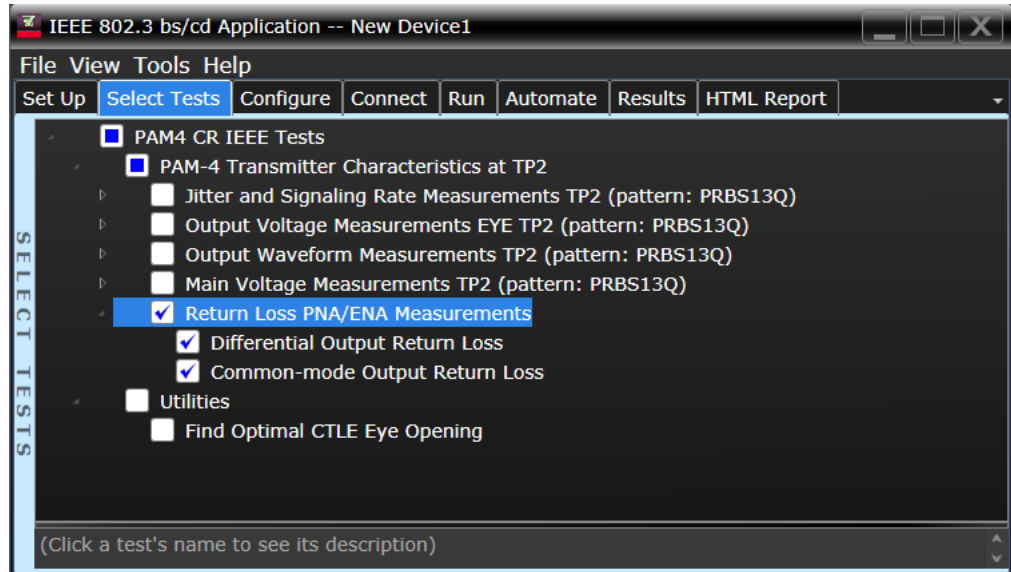 IEEE 802.3 bs/cd Application -- New Device1
File View Tools Help
Set Up Select Tests Configure Connect Run Automate Results HTML Report
SELECT TESTS
PAM4 CR IEEE Tests
PAM-4 Transmitter Characteristics at TP2
Jitter and Signaling Rate Measurements TP2 (pattern: PRBS13Q)
Output Voltage Measurements EYE TP2 (pattern: PRBS13Q)
Output Waveform Measurements TP2 (pattern: PRBS13Q)
Main Voltage Measurements TP2 (pattern: PRBS13Q)
Return Loss PNA/ENA Measurements
Differential Output Return Loss
Common-mode Output Return Loss
Utilities
Find Optimal CTLE Eye Opening
(Click a test's name to see its description)